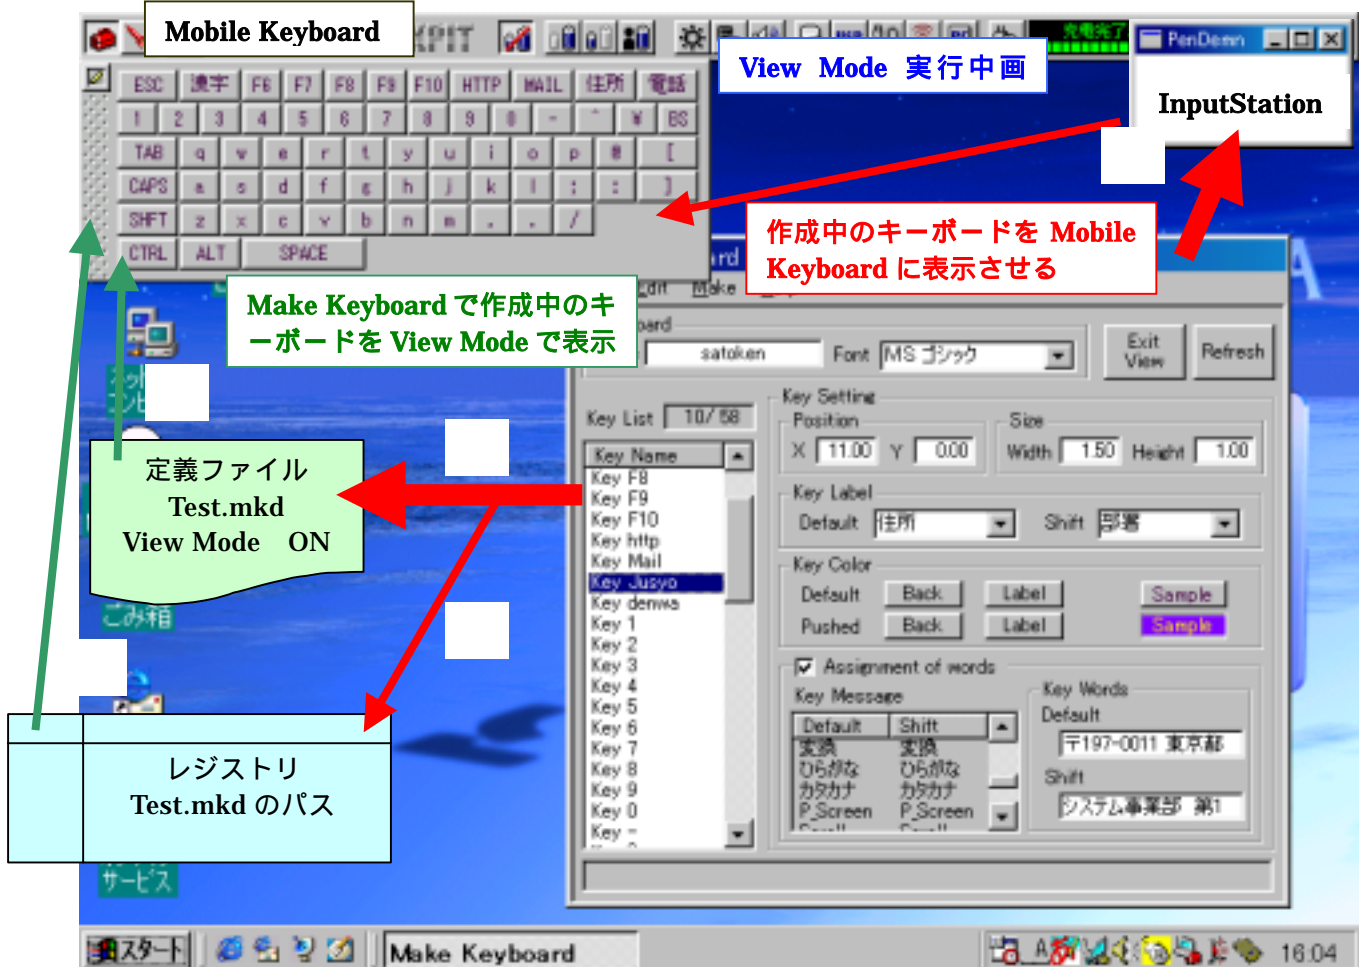 Mobile Keyboard
充電完了
PenDemn
View Mode 実行中画
InputStation
ESC 漢字 F6 F7 F8 F9 F10 HTTP MAIL 住所 電話
1 2 3 4 5 6 7 8 9 0 - ^ ¥ BS
TAB q w e r t y u i o p @ [
CAPS a s d f g h j k l ; : ]
SHFT z x c v b n m , . /
CTRL ALT SPACE
作成中のキーボードを Mobile
Keyboard に表示させる
Make Keyboard で作成中のキ
ーボードを View Mode で表示
Edit Make
satoken Font MS ゴシック
Exit
View
Refresh
Key List 10/58
Key Name
Key F8
Key F9
Key F10
Key http
Key Mail
Key Jusyo
Key denwa
Key 1
Key 2
Key 3
Key 4
Key 5
Key 6
Key 7
Key 8
Key 9
Key 0
Key -
Key Setting
Position
X 11.00 Y 0.00
Size
Width 1.50 Height 1.00
Key Label
Default 住所 Shift 部署
Key Color
Default Back Label Sample
Pushed Back Label Sample
Assignment of words
Key Message
Default Shift
変換 変換
ひらがな ひらがな
カタカナ カタカナ
P_Screen P_Screen
Key Words
Default
〒197-0011 東京都
Shift
システム事業部 第1
定義ファイル
Test.mkd
View Mode ON
ごみ箱
レジストリ
Test.mkd のパス
サービス
スタート
Make Keyboard
16:04